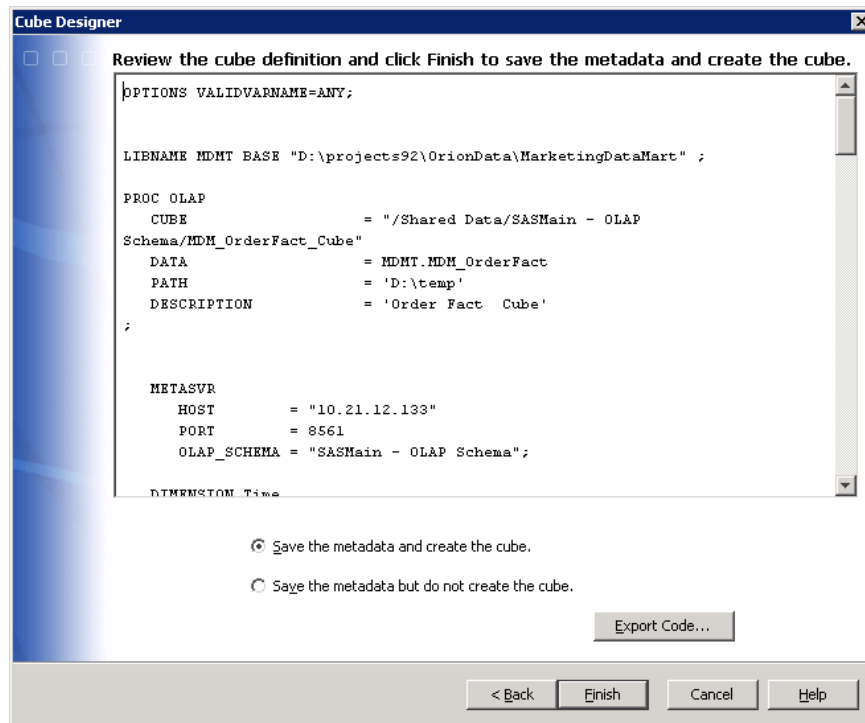 Cube Designer
Review the cube definition and click Finish to save the metadata and create the cube.
OPTIONS VALIDVARNAME=ANY;
LIBNAME MDMT BASE "D:\projects92\OrionData\MarketingDataMart" ;
PROC OLAP
CUBE = "/Shared Data/SASMain - OLAP
Schema/MDM_OrderFact_Cube"
DATA = MDMT.MDM_OrderFact
PATH = 'D:\temp'
DESCRIPTION = 'Order Fact  Cube'
;
METASVR
HOST = "10.21.12.133"
PORT = 8561
OLAP_SCHEMA = "SASMain - OLAP Schema";
DIMENSION Time
Save the metadata and create the cube.
Save the metadata but do not create the cube.
Export Code...
< Back Finish Cancel Help